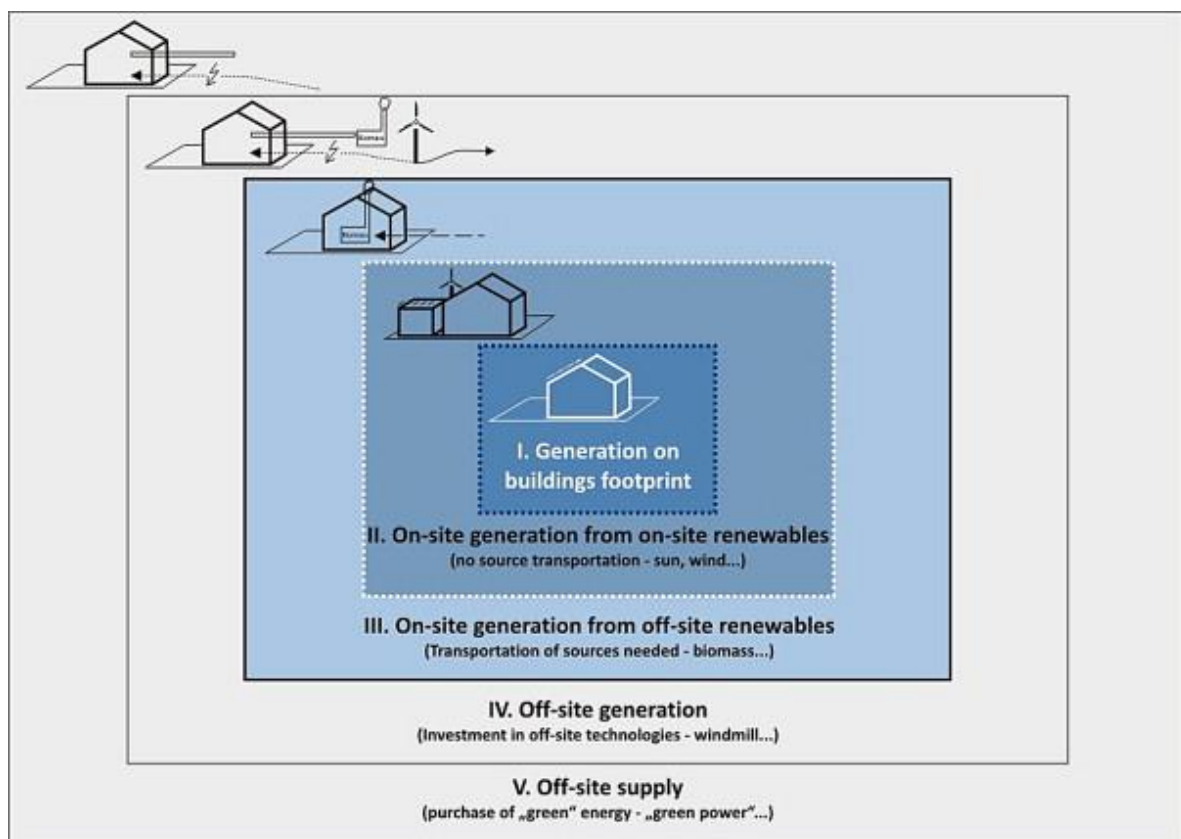 Biomass
Biomass
I. Generation on
buildings footprint
II. On-site generation from on-site renewables
(no source transportation - sun, wind...)
III. On-site generation from off-site renewables
(Transportation of sources needed - biomass...)
IV. Off-site generation
(Investment in off-site technologies - windmill...)
V. Off-site supply
(purchase of „green“ energy - „green power“...)